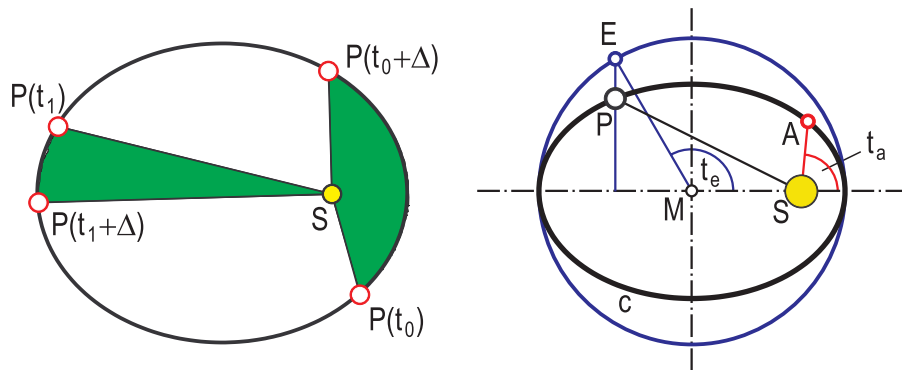 P(t₀+Δ)
P(t₁)
S
P(t₁+Δ)
P(t₀)
E
P
A
tₐ
tₑ
M
S
c